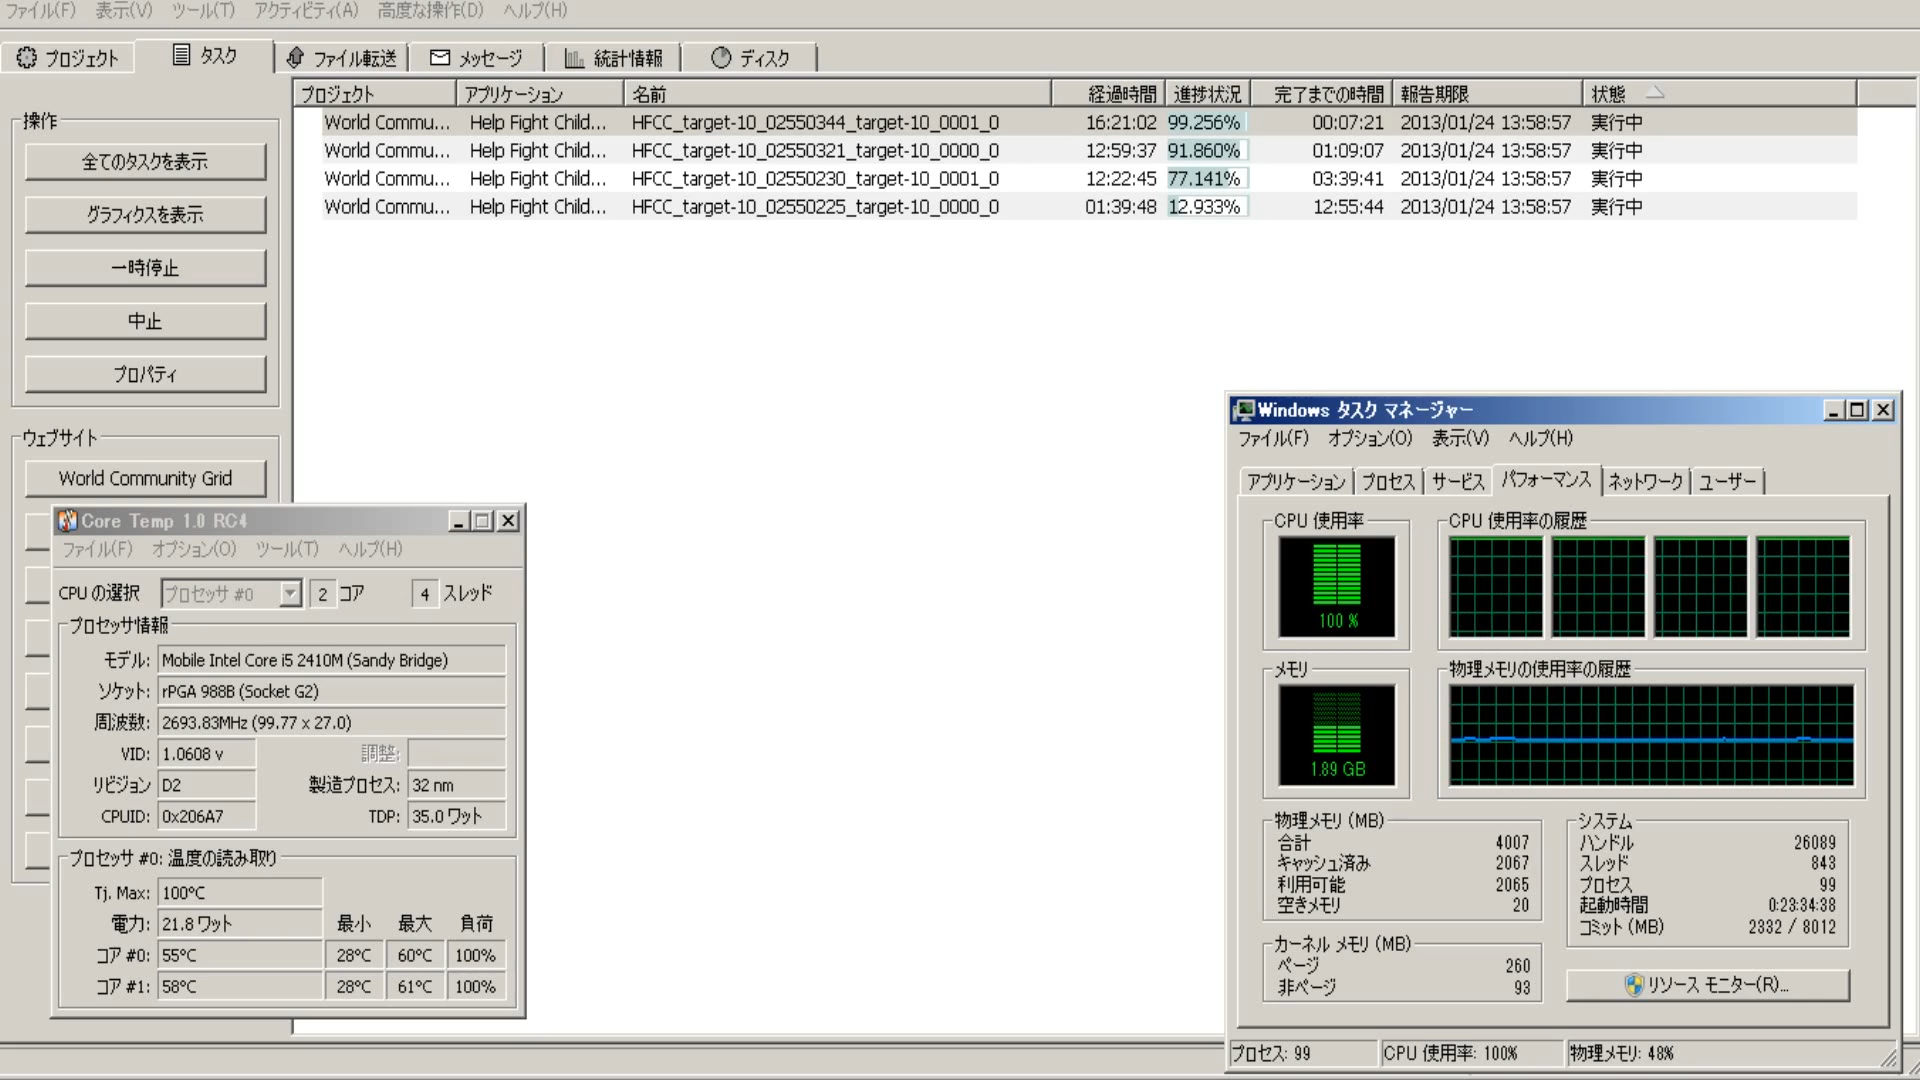 ファイル(F) 表示(V) ツール(T) アクティビティ(A) 高度な操作(D) ヘルプ(H)
プロジェクト タスク ファイル転送 メッセージ 統計情報 ディスク
プロジェクト アプリケーション 名前 経過時間 進捗状況 完了までの時間 報告期限 状態
World Commu... Help Fight Child... HFCC_target-10_02550344_target-10_0001_0 16:21:02 99.256% 00:07:21 2013/01/24 13:58:57 実行中
World Commu... Help Fight Child... HFCC_target-10_02550321_target-10_0000_0 12:59:37 91.860% 01:09:07 2013/01/24 13:58:57 実行中
World Commu... Help Fight Child... HFCC_target-10_02550230_target-10_0001_0 12:22:45 77.141% 03:39:41 2013/01/24 13:58:57 実行中
World Commu... Help Fight Child... HFCC_target-10_02550225_target-10_0000_0 01:39:48 12.933% 12:55:44 2013/01/24 13:58:57 実行中
操作
全てのタスクを表示
グラフィクスを表示
一時停止
中止
プロパティ
ウェブサイト
World Community Grid
Core Temp 1.0 RC4
ファイル(F) オプション(O) ツール(T) ヘルプ(H)
CPU の選択 プロセッサ #0 2 コア 4 スレッド
プロセッサ情報
モデル: Mobile Intel Core i5 2410M (Sandy Bridge)
ソケット: rPGA 988B (Socket G2)
周波数: 2693.83MHz (99.77 x 27.0)
VID: 1.0608 v 調整:
リビジョン D2 製造プロセス: 32 nm
CPUID: 0x206A7 TDP: 35.0 ワット
プロセッサ #0: 温度の読み取り
Tj. Max: 100°C
電力: 21.8 ワット 最小 最大 負荷
コア #0: 55°C 28°C 60°C 100%
コア #1: 58°C 28°C 61°C 100%
Windows タスク マネージャー
ファイル(F) オプション(O) 表示(V) ヘルプ(H)
アプリケーション プロセス サービス パフォーマンス ネットワーク ユーザー
CPU 使用率 CPU 使用率の履歴
100 %
メモリ 物理メモリの使用率の履歴
1.89 GB
物理メモリ (MB)
合計 4007
キャッシュ済み 2067
利用可能 2065
空きメモリ 20
カーネル メモリ (MB)
ページ 260
非ページ 93
システム
ハンドル 26089
スレッド 843
プロセス 99
起動時間 0:23:34:38
コミット (MB) 2332 / 8012
リソース モニター(R)...
プロセス: 99 CPU 使用率: 100% 物理メモリ: 48%